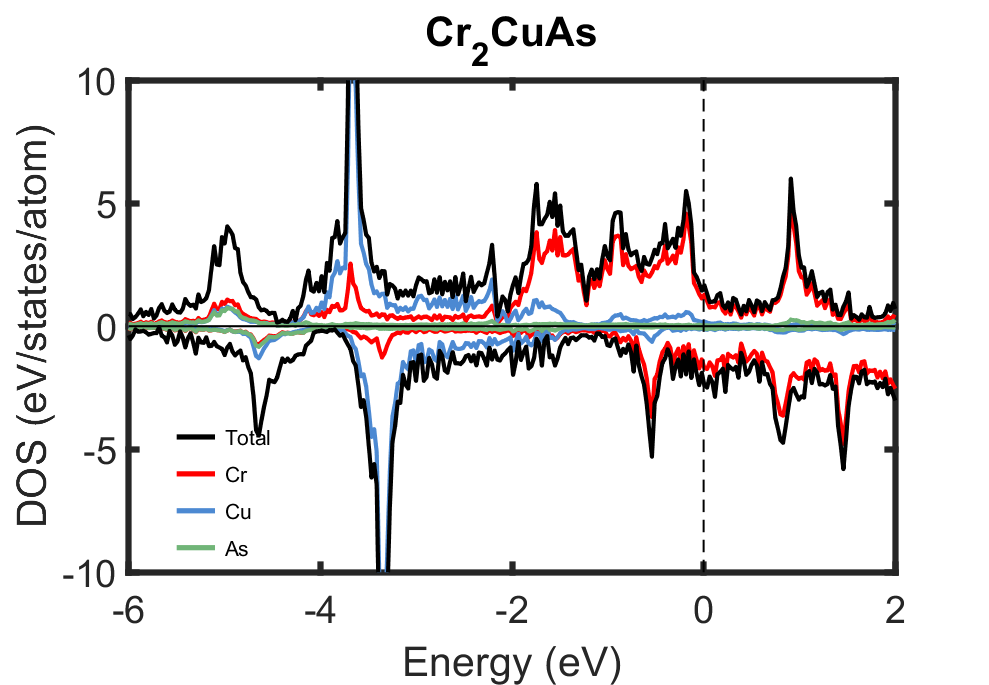 Cr₂CuAs
DOS (eV/states/atom)
10
5
0
-5
-10
Total
Cr
Cu
As
-6 -4 -2 0 2
Energy (eV)